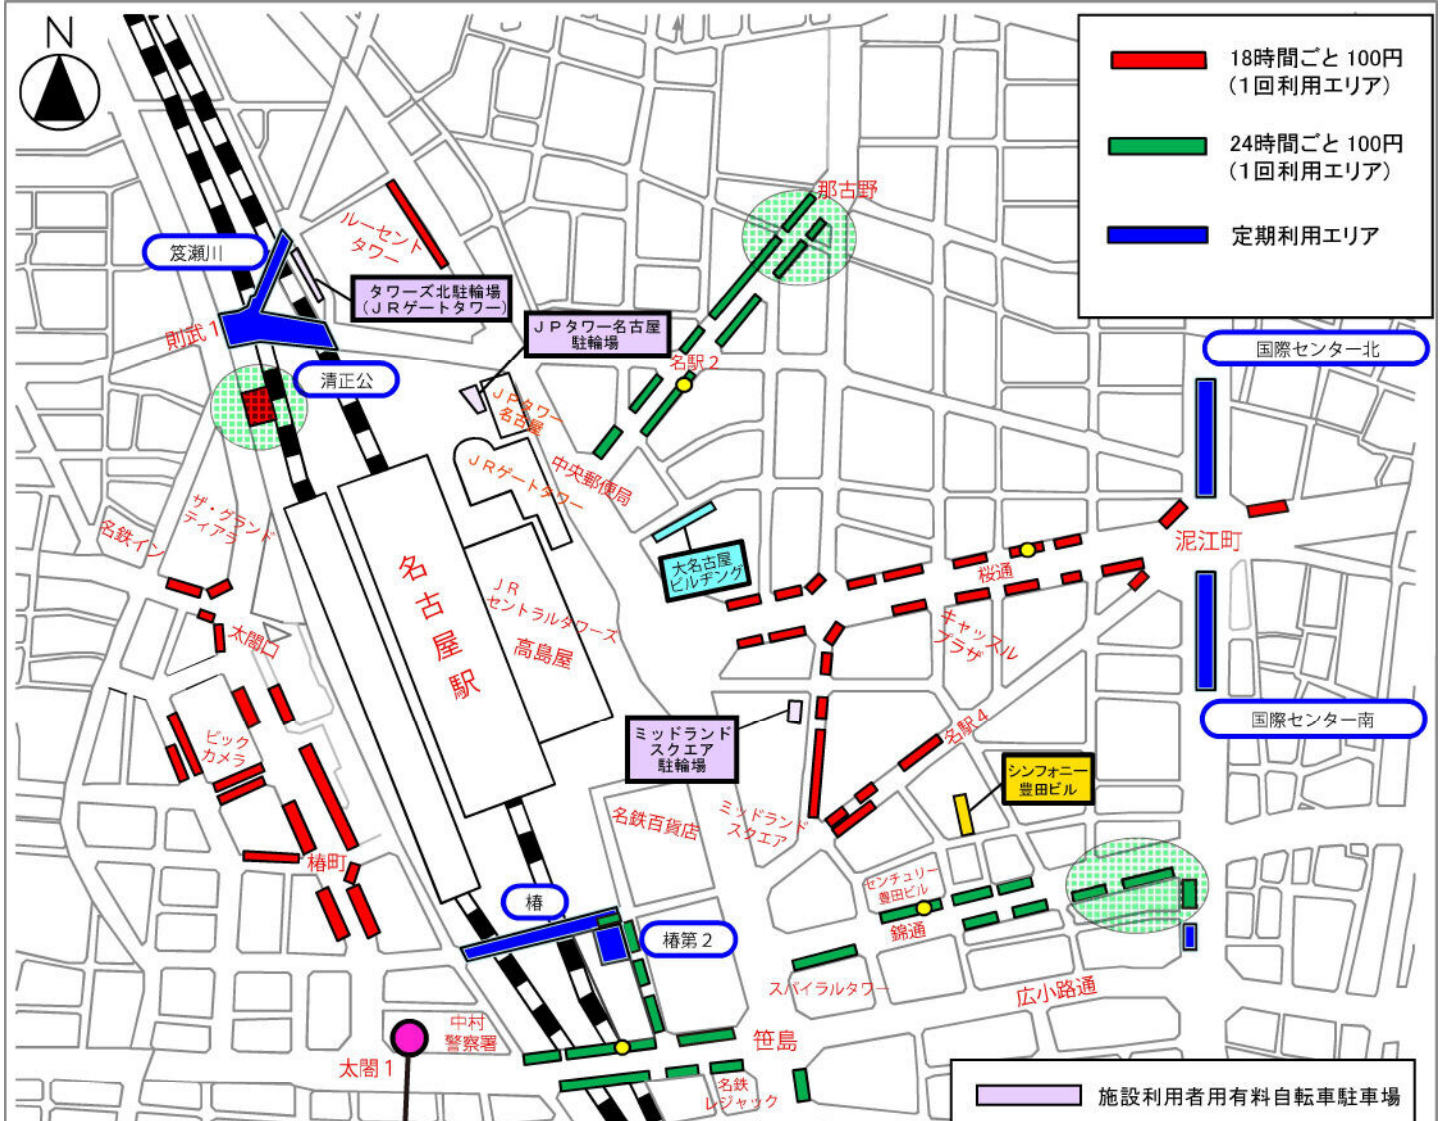 N
18時間ごと 100円
(1回利用エリア)
24時間ごと 100円
(1回利用エリア)
定期利用エリア
那古野
ルーセント
タワー
笈瀬川
タワーズ北駐輪場
(JRゲートタワー)
則武1
JPタワー名古屋
駐輪場
名駅2
国際センター北
清正公
JPタワー
名古屋
JRゲートタワー
中央郵便局
ザ・グランド
ティアラ
名鉄イン
泥江町
大名古屋
ビルヂング
桜通
名古屋駅
JR
セントラルタワーズ
高島屋
キャッスル
プラザ
太閤口
国際センター南
ミッドランド
スクエア
駐輪場
名駅4
ビック
カメラ
シンフォニー
豊田ビル
名鉄百貨店
ミッドランド
スクエア
椿町
センチュリー
豊田ビル
椿
錦通
椿第2
スパイラルタワー
広小路通
中村
警察署
笹島
太閤1
名鉄
レジャック
施設利用者用有料自転車駐車場